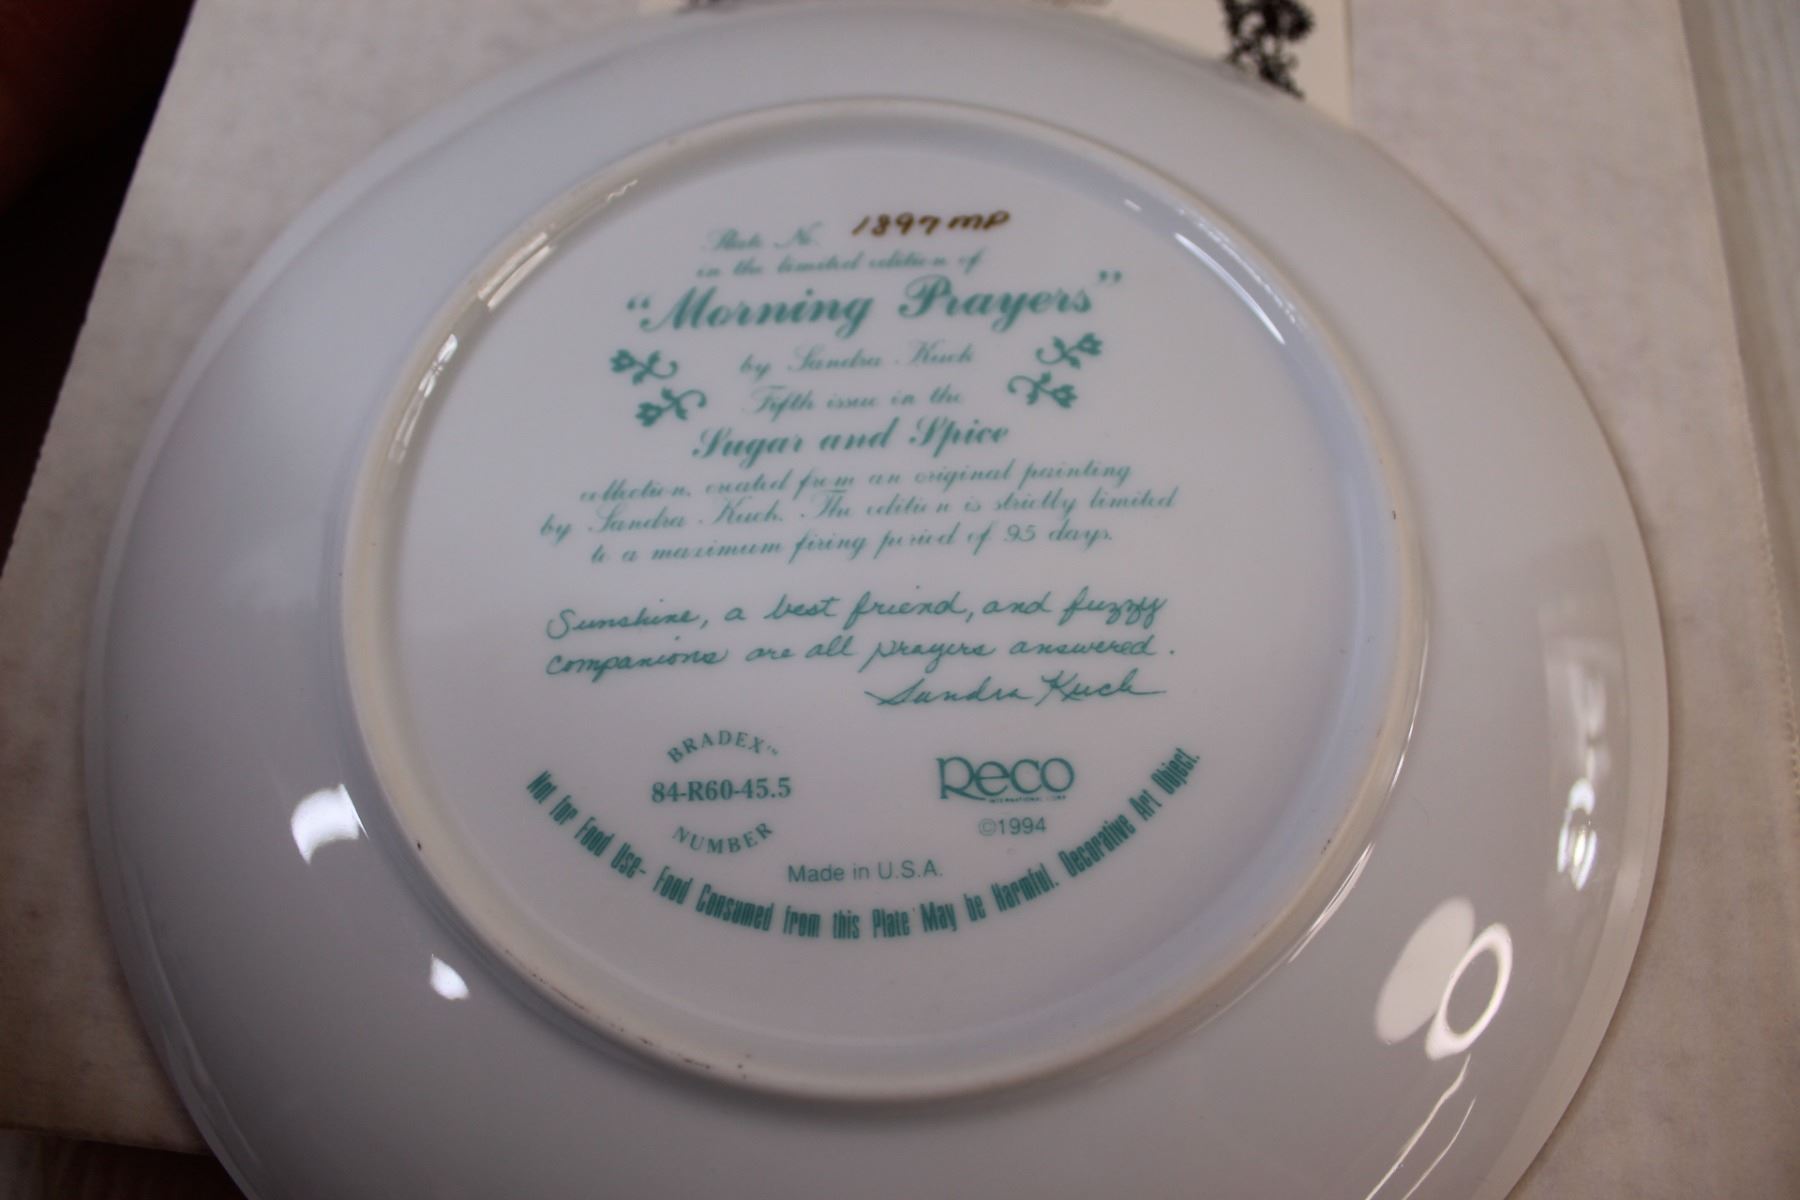 Plate No. 1397 MP
in the limited edition of
“Morning Prayers”
by Sandra Kuck
Fifth issue in the
Sugar and Spice
collection, created from an original painting
by Sandra Kuck. The edition is strictly limited
to a maximum firing period of 95 days.
Sunshine, a best friend, and fuzzy
companions are all prayers answered.
Sandra Kuck
BRADEX™
84-R60-45.5
NUMBER
Reco
INTERNATIONAL CORP.
©1994
Made in U.S.A.
Not for Food Use- Food Consumed from this Plate May be Harmful. Decorative Art Object.